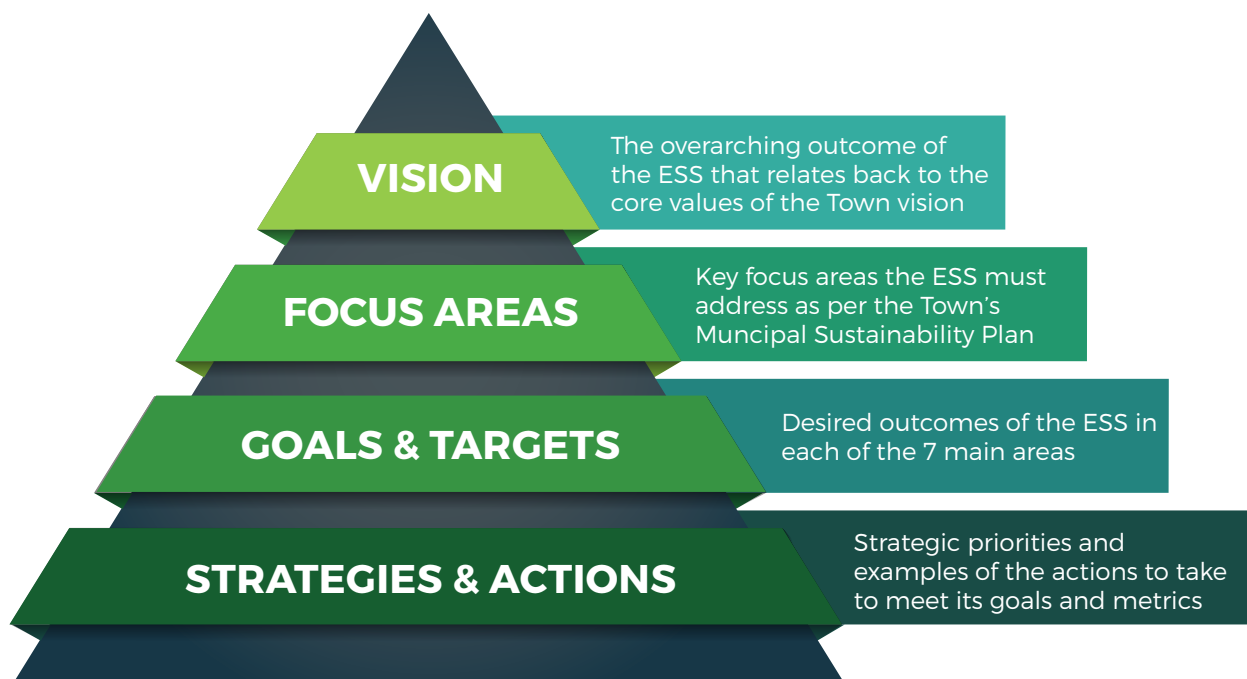 VISION
The overarching outcome of
the ESS that relates back to the
core values of the Town vision
FOCUS AREAS
Key focus areas the ESS must
address as per the Town’s
Muncipal Sustainability Plan
GOALS & TARGETS
Desired outcomes of the ESS in
each of the 7 main areas
STRATEGIES & ACTIONS
Strategic priorities and
examples of the actions to take
to meet its goals and metrics